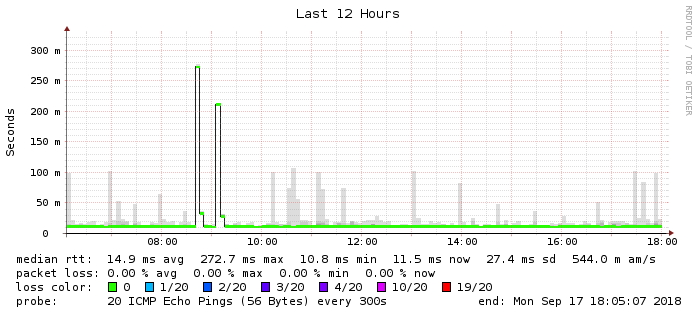 Last 12 Hours
RRDTOOL / TOBI OETIKER
Seconds
300 m
250 m
200 m
150 m
100 m
50 m
0
08:00 10:00 12:00 14:00 16:00 18:00
median rtt: 14.9 ms avg 272.7 ms max 10.8 ms min 11.5 ms now 27.4 ms sd 544.0 m am/s
packet loss: 0.00 % avg 0.00 % max 0.00 % min 0.00 % now
loss color: 0 1/20 2/20 3/20 4/20 10/20 19/20
probe: 20 ICMP Echo Pings (56 Bytes) every 300s end: Mon Sep 17 18:05:07 2018